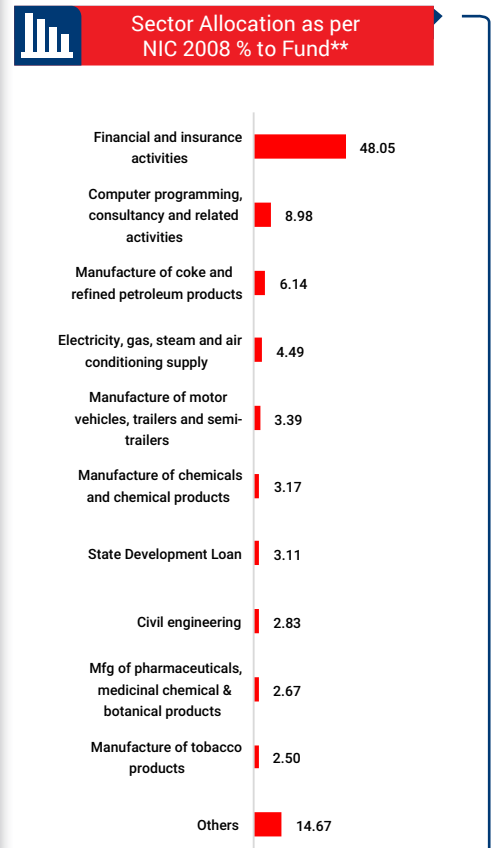 Sector Allocation as per
NIC 2008 % to Fund**
Financial and insurance
activities
48.05
Computer programming,
consultancy and related
activities
8.98
Manufacture of coke and
refined petroleum products
6.14
Electricity, gas, steam and air
conditioning supply
4.49
Manufacture of motor
vehicles, trailers and semi-
trailers
3.39
Manufacture of chemicals
and chemical products
3.17
State Development Loan
3.11
Civil engineering
2.83
Mfg of pharmaceuticals,
medicinal chemical &
botanical products
2.67
Manufacture of tobacco
products
2.50
Others
14.67